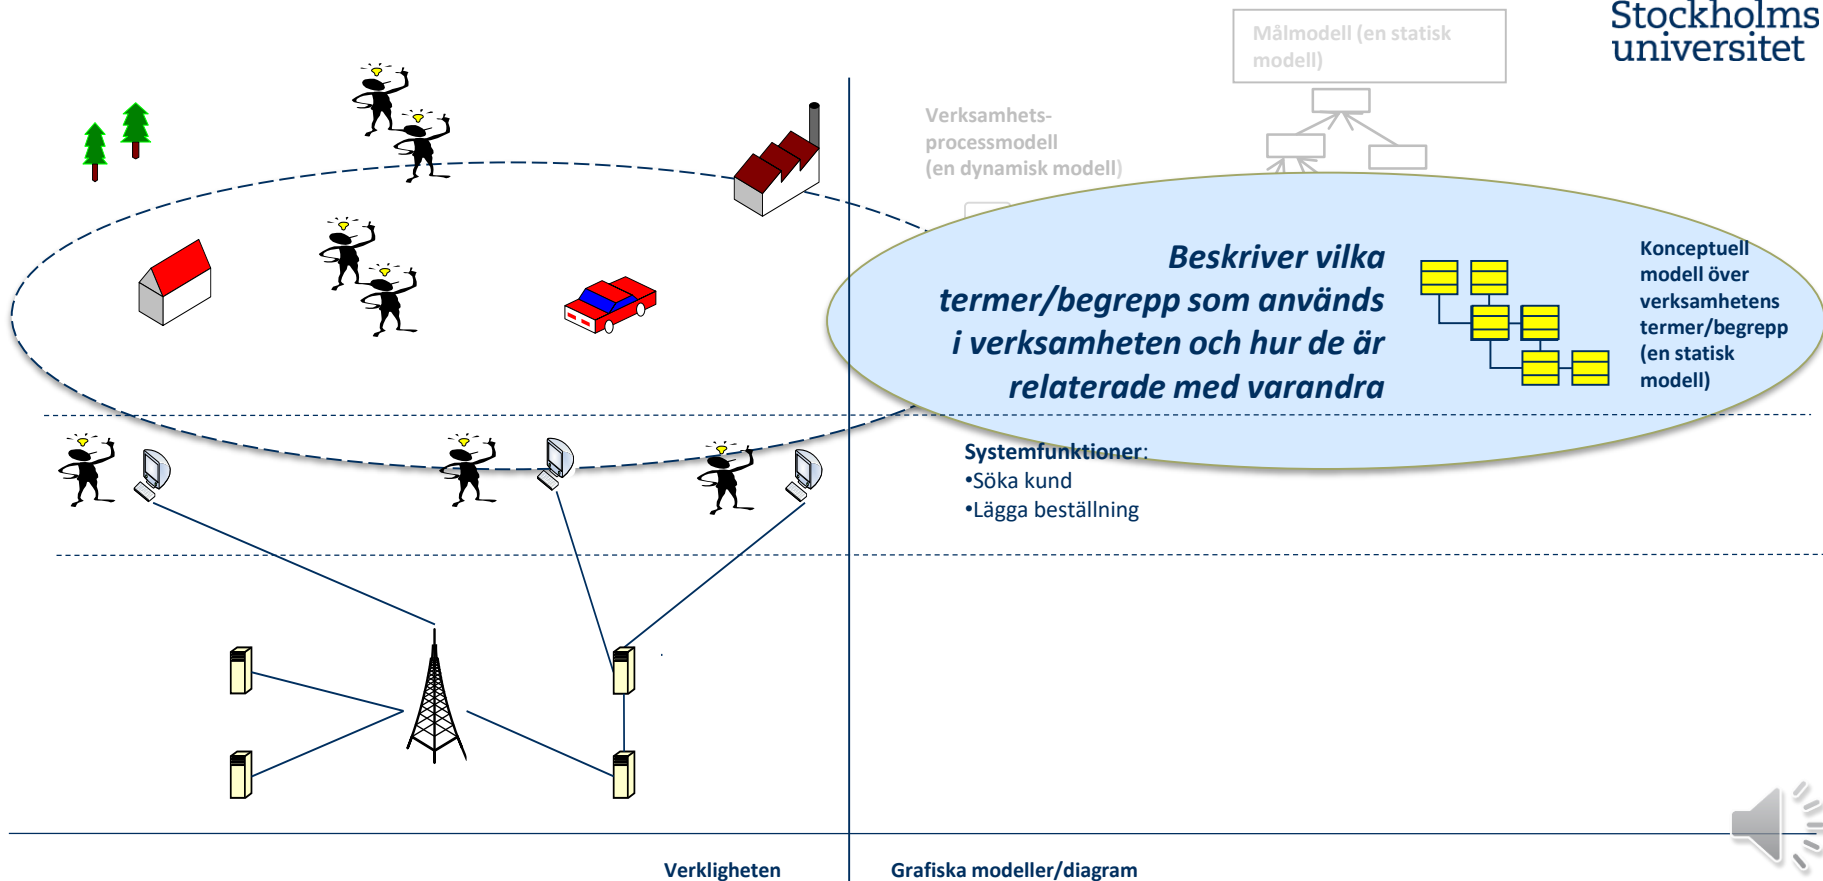 Stockholms
universitet
Målmodell (en statisk
modell)
Verksamhets-
processmodell
(en dynamisk modell)
Beskriver vilka
termer/begrepp som används
i verksamheten och hur de är
relaterade med varandra
Konceptuell
modell över
verksamhetens
termer/begrepp
(en statisk
modell)
Systemfunktioner:
•Söka kund
•Lägga beställning
Verkligheten
Grafiska modeller/diagram